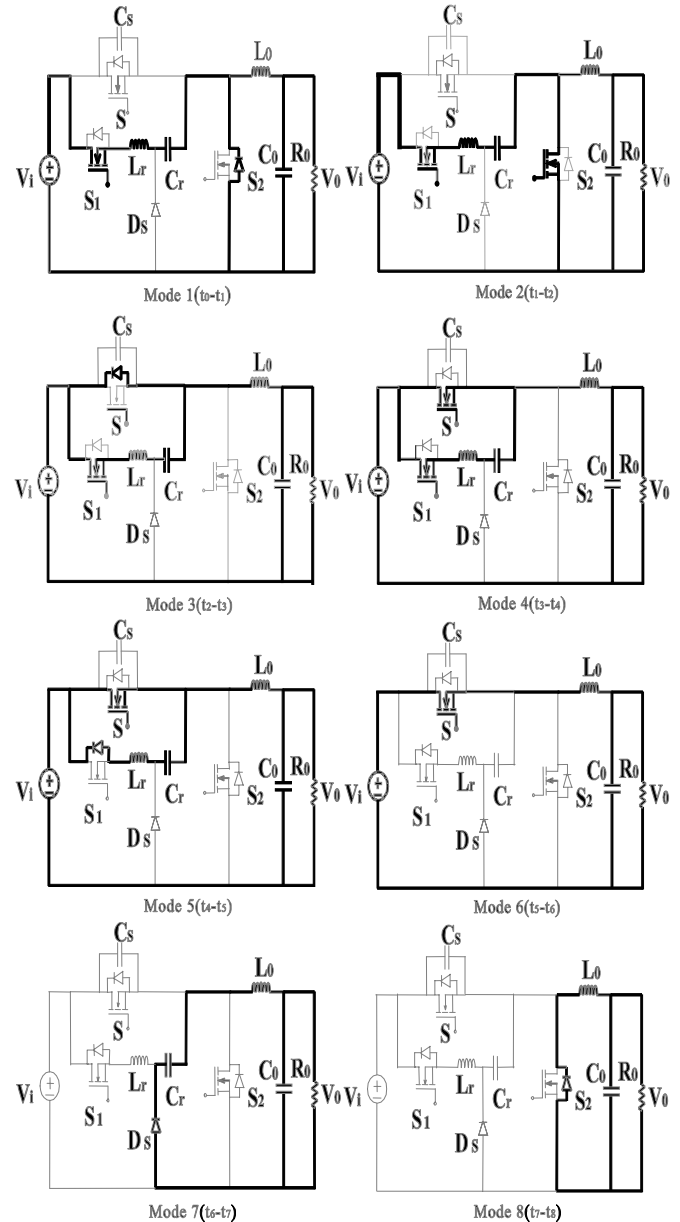 Cs
L0
S
Vi
S1
Lr
Cr
Ds
S2
C0
R0
V0
Mode 1(t0-t1)
Cs
L0
S
Vi
S1
Lr
Cr
Ds
S2
C0
R0
V0
Mode 2(t1-t2)
Cs
L0
S
Vi
S1
Lr
Cr
Ds
S2
C0
R0
V0
Mode 3(t2-t3)
Cs
L0
S
Vi
S1
Lr
Cr
Ds
S2
C0
R0
V0
Mode 4(t3-t4)
Cs
L0
S
Vi
S1
Lr
Cr
Ds
S2
C0
R0
V0
Mode 5(t4-t5)
Cs
L0
S
Vi
S1
Lr
Cr
Ds
S2
C0
R0
V0
Mode 6(t5-t6)
Cs
L0
S
Vi
S1
Lr
Cr
Ds
S2
C0
R0
V0
Mode 7(t6-t7)
Cs
L0
S
Vi
S1
Lr
Cr
Ds
S2
C0
R0
V0
Mode 8(t7-t8)